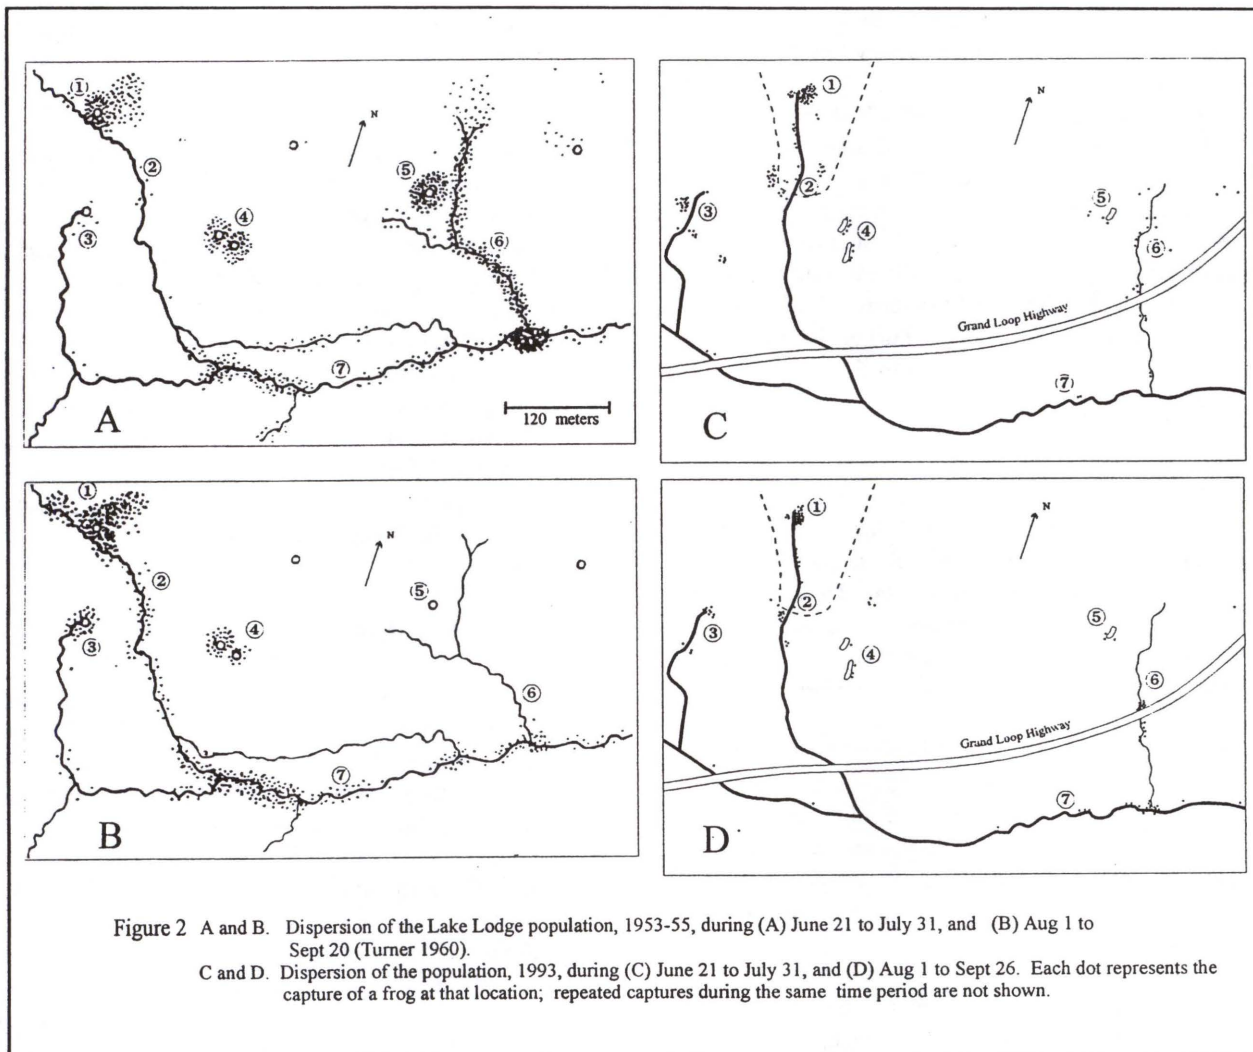 ①
N
②
⑤
④
③
⑥
⑦
A
120 meters
①
N
②
③
⑤
④
⑥
Grand Loop Highway
⑦
C
①
N
②
⑤
④
③
⑥
⑦
B
①
N
②
⑤
③
④
⑥
Grand Loop Highway
⑦
D
Figure 2 A and B. Dispersion of the Lake Lodge population, 1953-55, during (A) June 21 to July 31, and (B) Aug 1 to
Sept 20 (Turner 1960).
C and D. Dispersion of the population, 1993, during (C) June 21 to July 31, and (D) Aug 1 to Sept 26. Each dot represents the
capture of a frog at that location; repeated captures during the same time period are not shown.